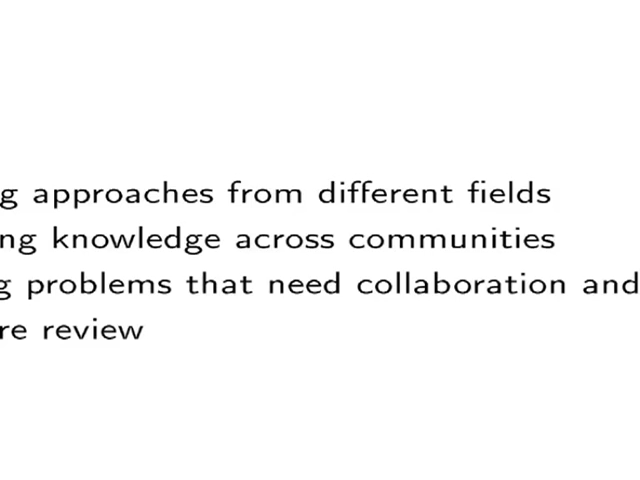 g approaches from different fields
ng knowledge across communities
g problems that need collaboration and
re review